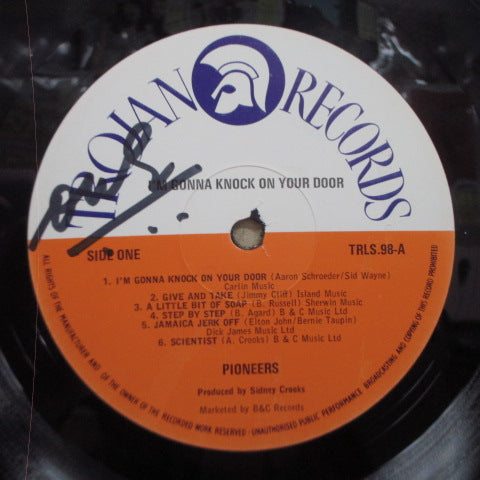 TROJAN RECORDS
I'M GONNA KNOCK ON YOUR DOOR
SIDE ONE
TRLS.98-A
1. I'M GONNA KNOCK ON YOUR DOOR (Aaron Schroeder/Sid Wayne)
Carlin Music
2. GIVE AND TAKE (Jimmy Cliff) Island Music
3. A LITTLE BIT OF SOAP (B. Russell) Sherwin Music
4. STEP BY STEP (B. Agard) B & C Music Ltd
5. JAMAICA JERK OFF (Elton John/Bernie Taupin)
Dick James Music Ltd
6. SCIENTIST (A. Crooks) B & C Music Ltd
PIONEERS
Produced by Sidney Crooks
Marketed by B&C Records
ALL RIGHTS OF THE MANUFACTURER AND OF THE OWNER OF THE RECORDED WORK RESERVED—UNAUTHORISED PUBLIC PERFORMANCE, BROADCASTING AND COPYING OF THIS RECORD PROHIBITED